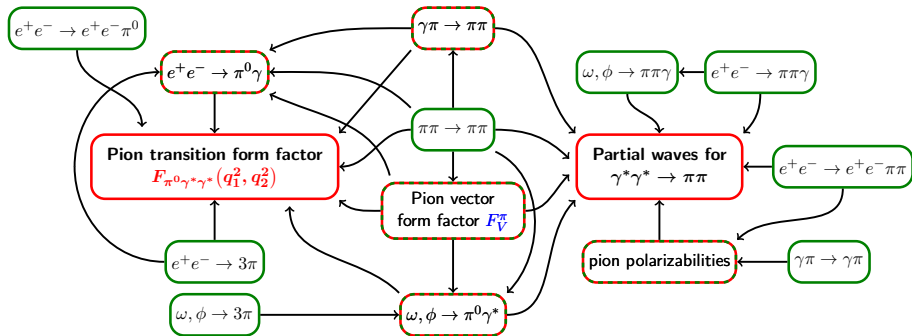 e⁺e⁻ → e⁺e⁻π⁰
γπ → ππ
e⁺e⁻ → π⁰γ
ω, φ → ππγ
e⁺e⁻ → ππγ
ππ → ππ
Pion transition form factor
F_{π⁰γ*γ*}(q₁², q₂²)
Partial waves for
γ*γ* → ππ
e⁺e⁻ → e⁺e⁻ππ
Pion vector
form factor F_V^π
e⁺e⁻ → 3π
pion polarizabilities
γπ → γπ
ω, φ → 3π
ω, φ → π⁰γ*